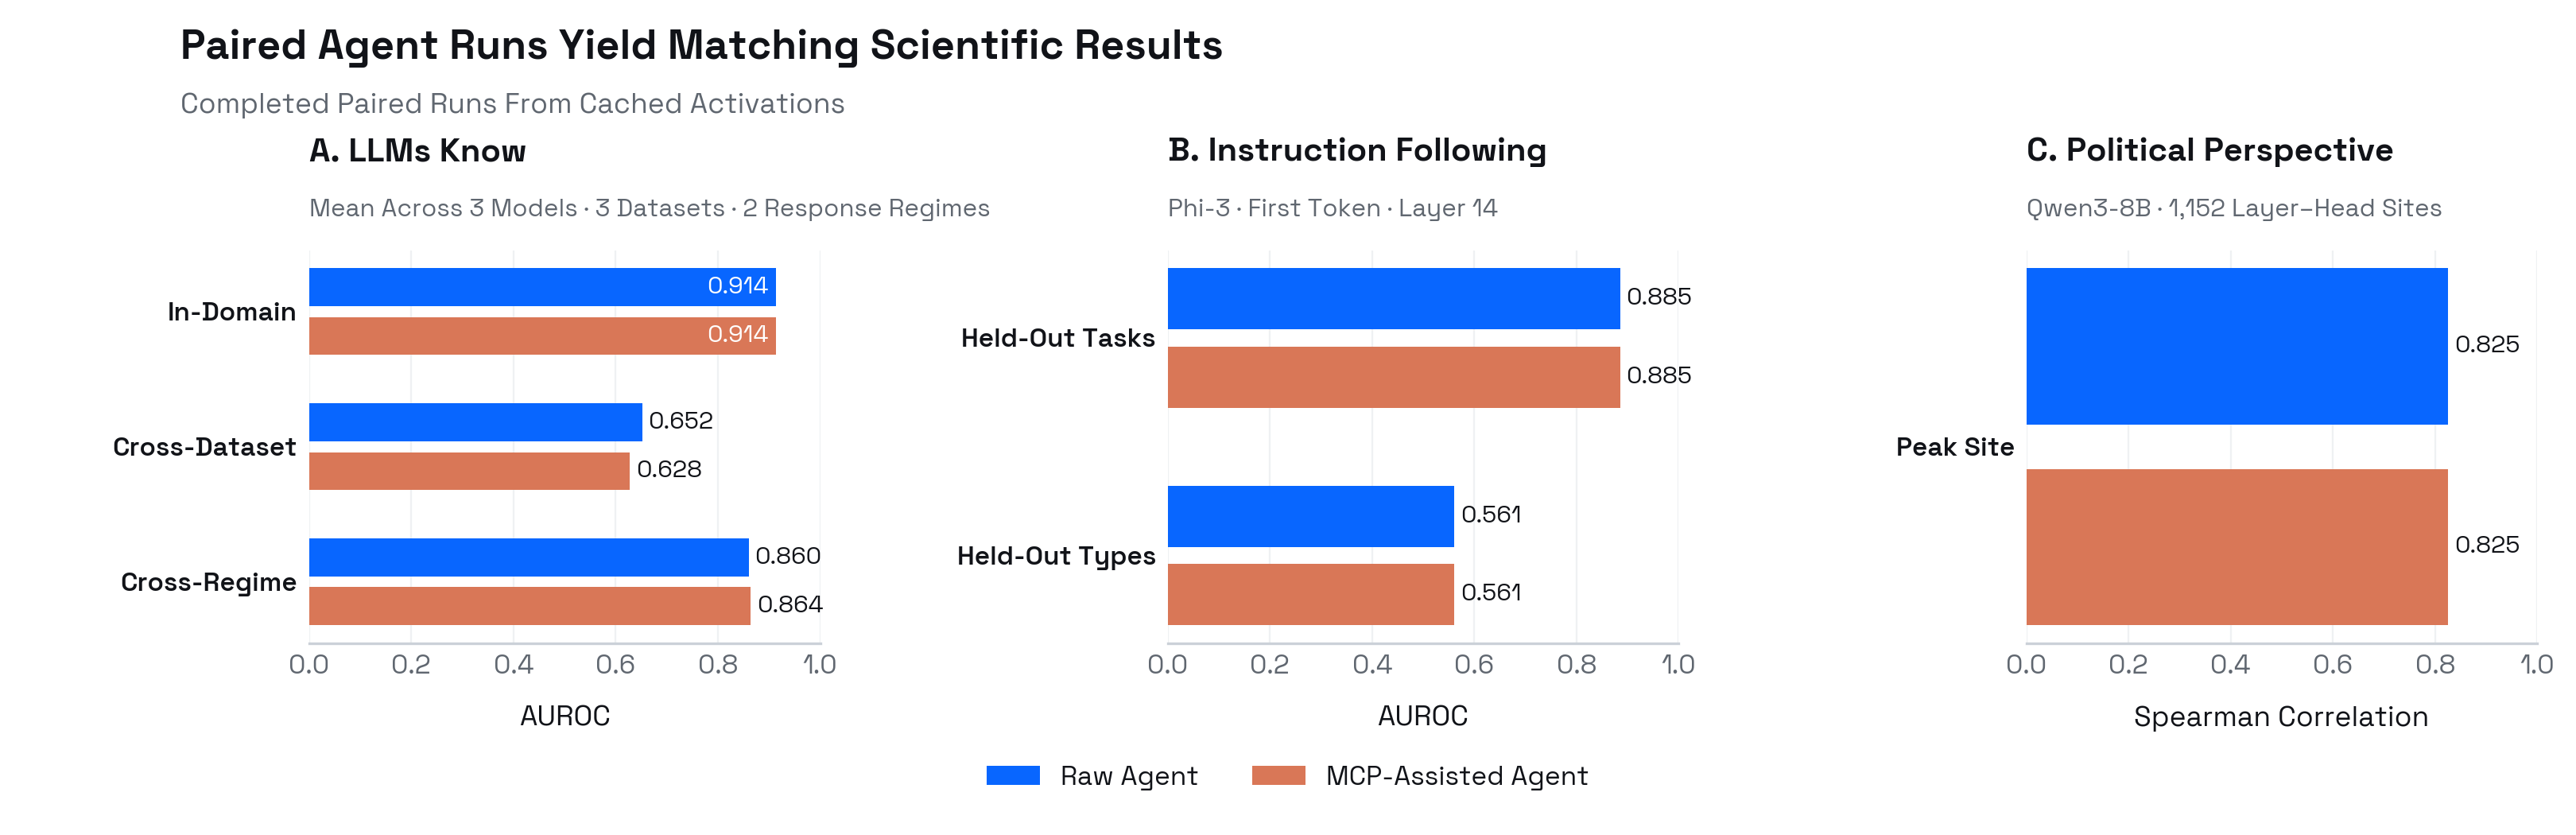 Paired Agent Runs Yield Matching Scientific Results
Completed Paired Runs From Cached Activations
A. LLMs Know
Mean Across 3 Models · 3 Datasets · 2 Response Regimes
In-Domain
0.914
0.914
Cross-Dataset
0.652
0.628
Cross-Regime
0.860
0.864
0.0 0.2 0.4 0.6 0.8 1.0
AUROC
B. Instruction Following
Phi-3 · First Token · Layer 14
Held-Out Tasks
0.885
0.885
Held-Out Types
0.561
0.561
0.0 0.2 0.4 0.6 0.8 1.0
AUROC
C. Political Perspective
Qwen3-8B · 1,152 Layer–Head Sites
Peak Site
0.825
0.825
0.0 0.2 0.4 0.6 0.8 1.0
Spearman Correlation
Raw Agent
MCP-Assisted Agent